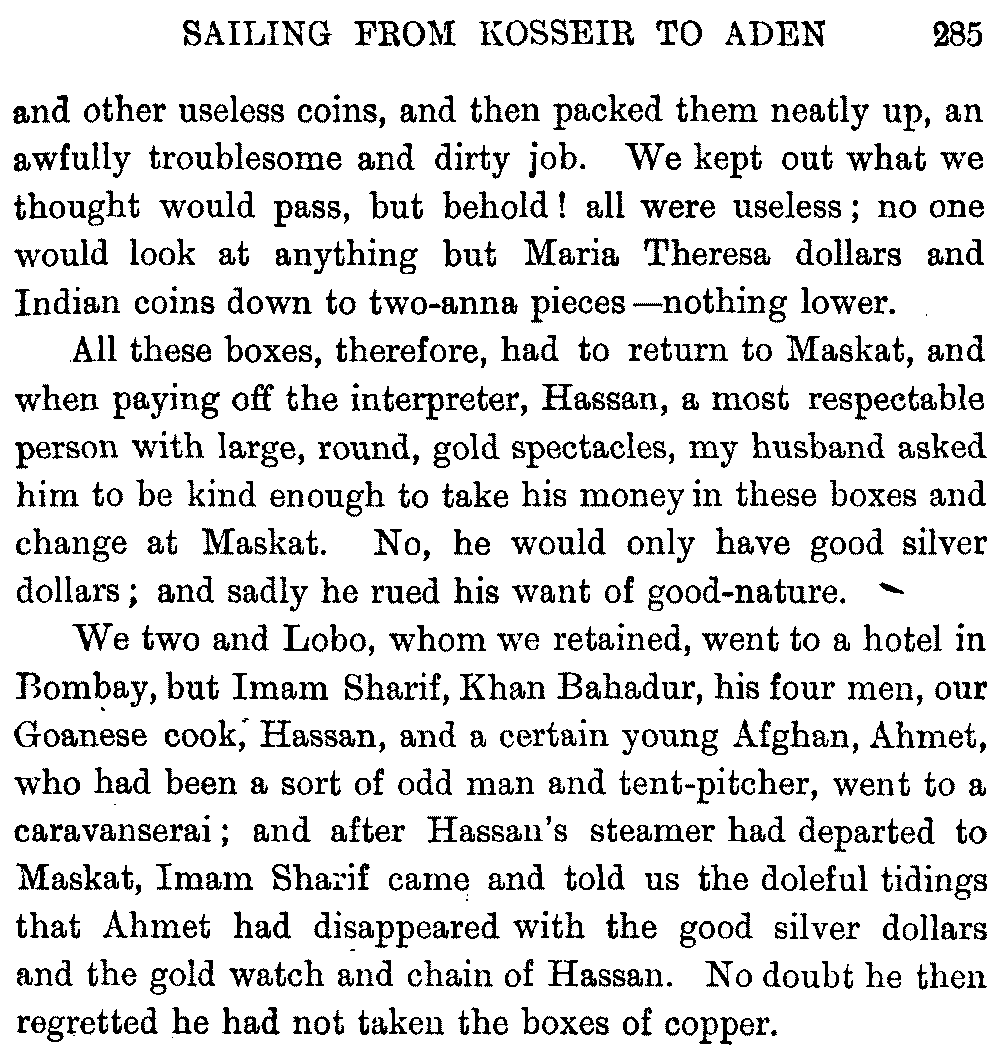 SAILING FROM KOSSEIR TO ADEN 285
and other useless coins, and then packed them neatly up, an
awfully troublesome and dirty job. We kept out what we
thought would pass, but behold! all were useless; no one
would look at anything but Maria Theresa dollars and
Indian coins down to two-anna pieces—nothing lower.
All these boxes, therefore, had to return to Maskat, and
when paying off the interpreter, Hassan, a most respectable
person with large, round, gold spectacles, my husband asked
him to be kind enough to take his money in these boxes and
change at Maskat. No, he would only have good silver
dollars; and sadly he rued his want of good-nature.
We two and Lobo, whom we retained, went to a hotel in
Bombay, but Imam Sharif, Khan Bahadur, his four men, our
Goanese cook, Hassan, and a certain young Afghan, Ahmet,
who had been a sort of odd man and tent-pitcher, went to a
caravanserai; and after Hassan's steamer had departed to
Maskat, Imam Sharif came and told us the doleful tidings
that Ahmet had disappeared with the good silver dollars
and the gold watch and chain of Hassan. No doubt he then
regretted he had not taken the boxes of copper.